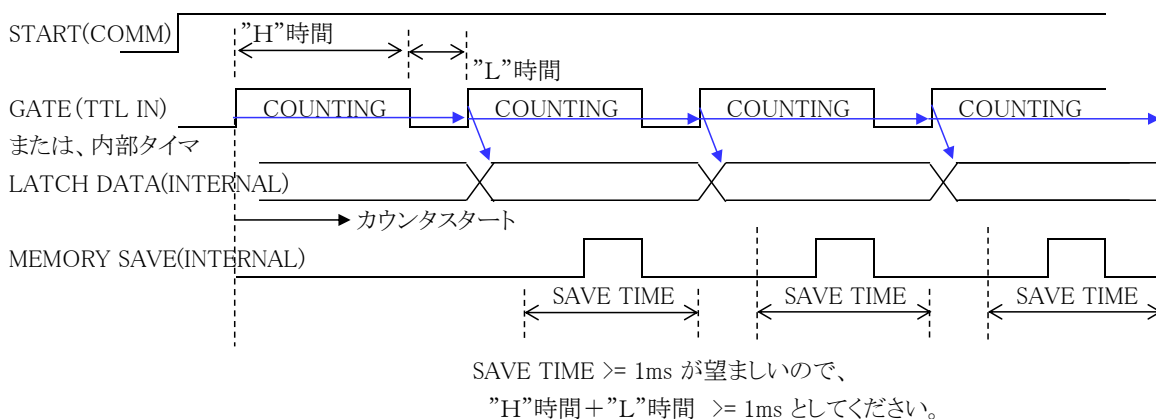 START(COMM)
”H”時間
”L”時間
GATE(TTL IN)
または、内部タイマ
COUNTING
COUNTING
COUNTING
COUNTING
LATCH DATA(INTERNAL)
カウンタスタート
MEMORY SAVE(INTERNAL)
SAVE TIME
SAVE TIME
SAVE TIME
SAVE TIME >= 1ms が望ましいので、
”H”時間＋”L”時間 >= 1ms としてください。